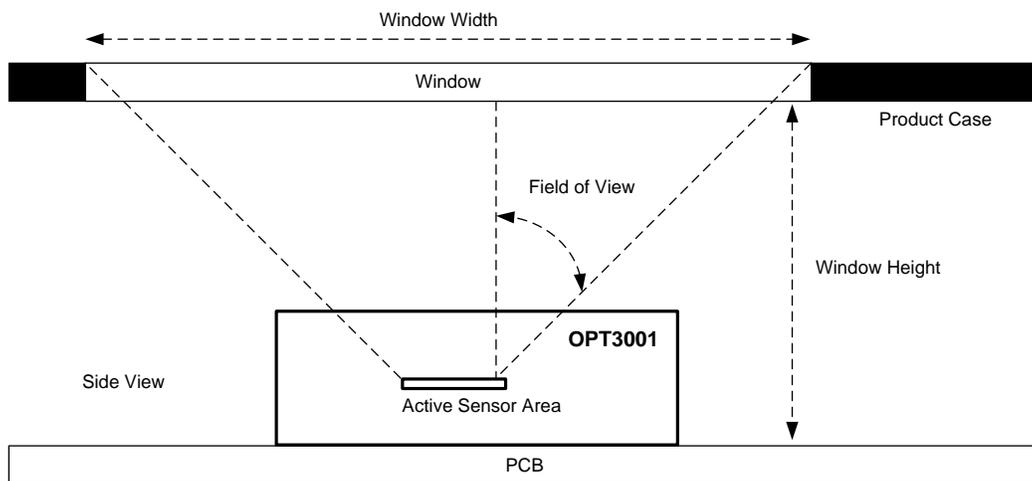 Window Width
Window
Product Case
Field of View
Window Height
OPT3001
Side View
Active Sensor Area
PCB